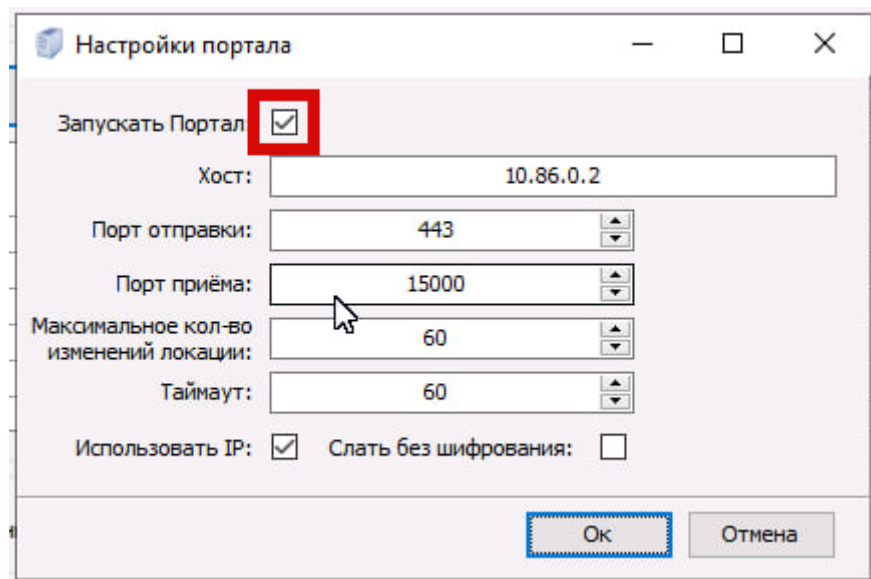 Настройки портала
Запускать Портал:
Хост: 10.86.0.2
Порт отправки: 443
Порт приёма: 15000
Максимальное кол-во
изменений локации: 60
Таймаут: 60
Использовать IP: Слать без шифрования:
Ок Отмена